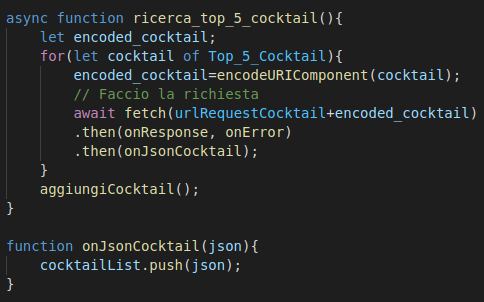 async function ricerca_top_5_cocktail(){
    let encoded_cocktail;
    for(let cocktail of Top_5_Cocktail){
        encoded_cocktail=encodeURIComponent(cocktail);
        // Faccio la richiesta
        await fetch(urlRequestCocktail+encoded_cocktail)
        .then(onResponse, onError)
        .then(onJsonCocktail);
    }
    aggiungiCocktail();
}

function onJsonCocktail(json){
    cocktailList.push(json);
}